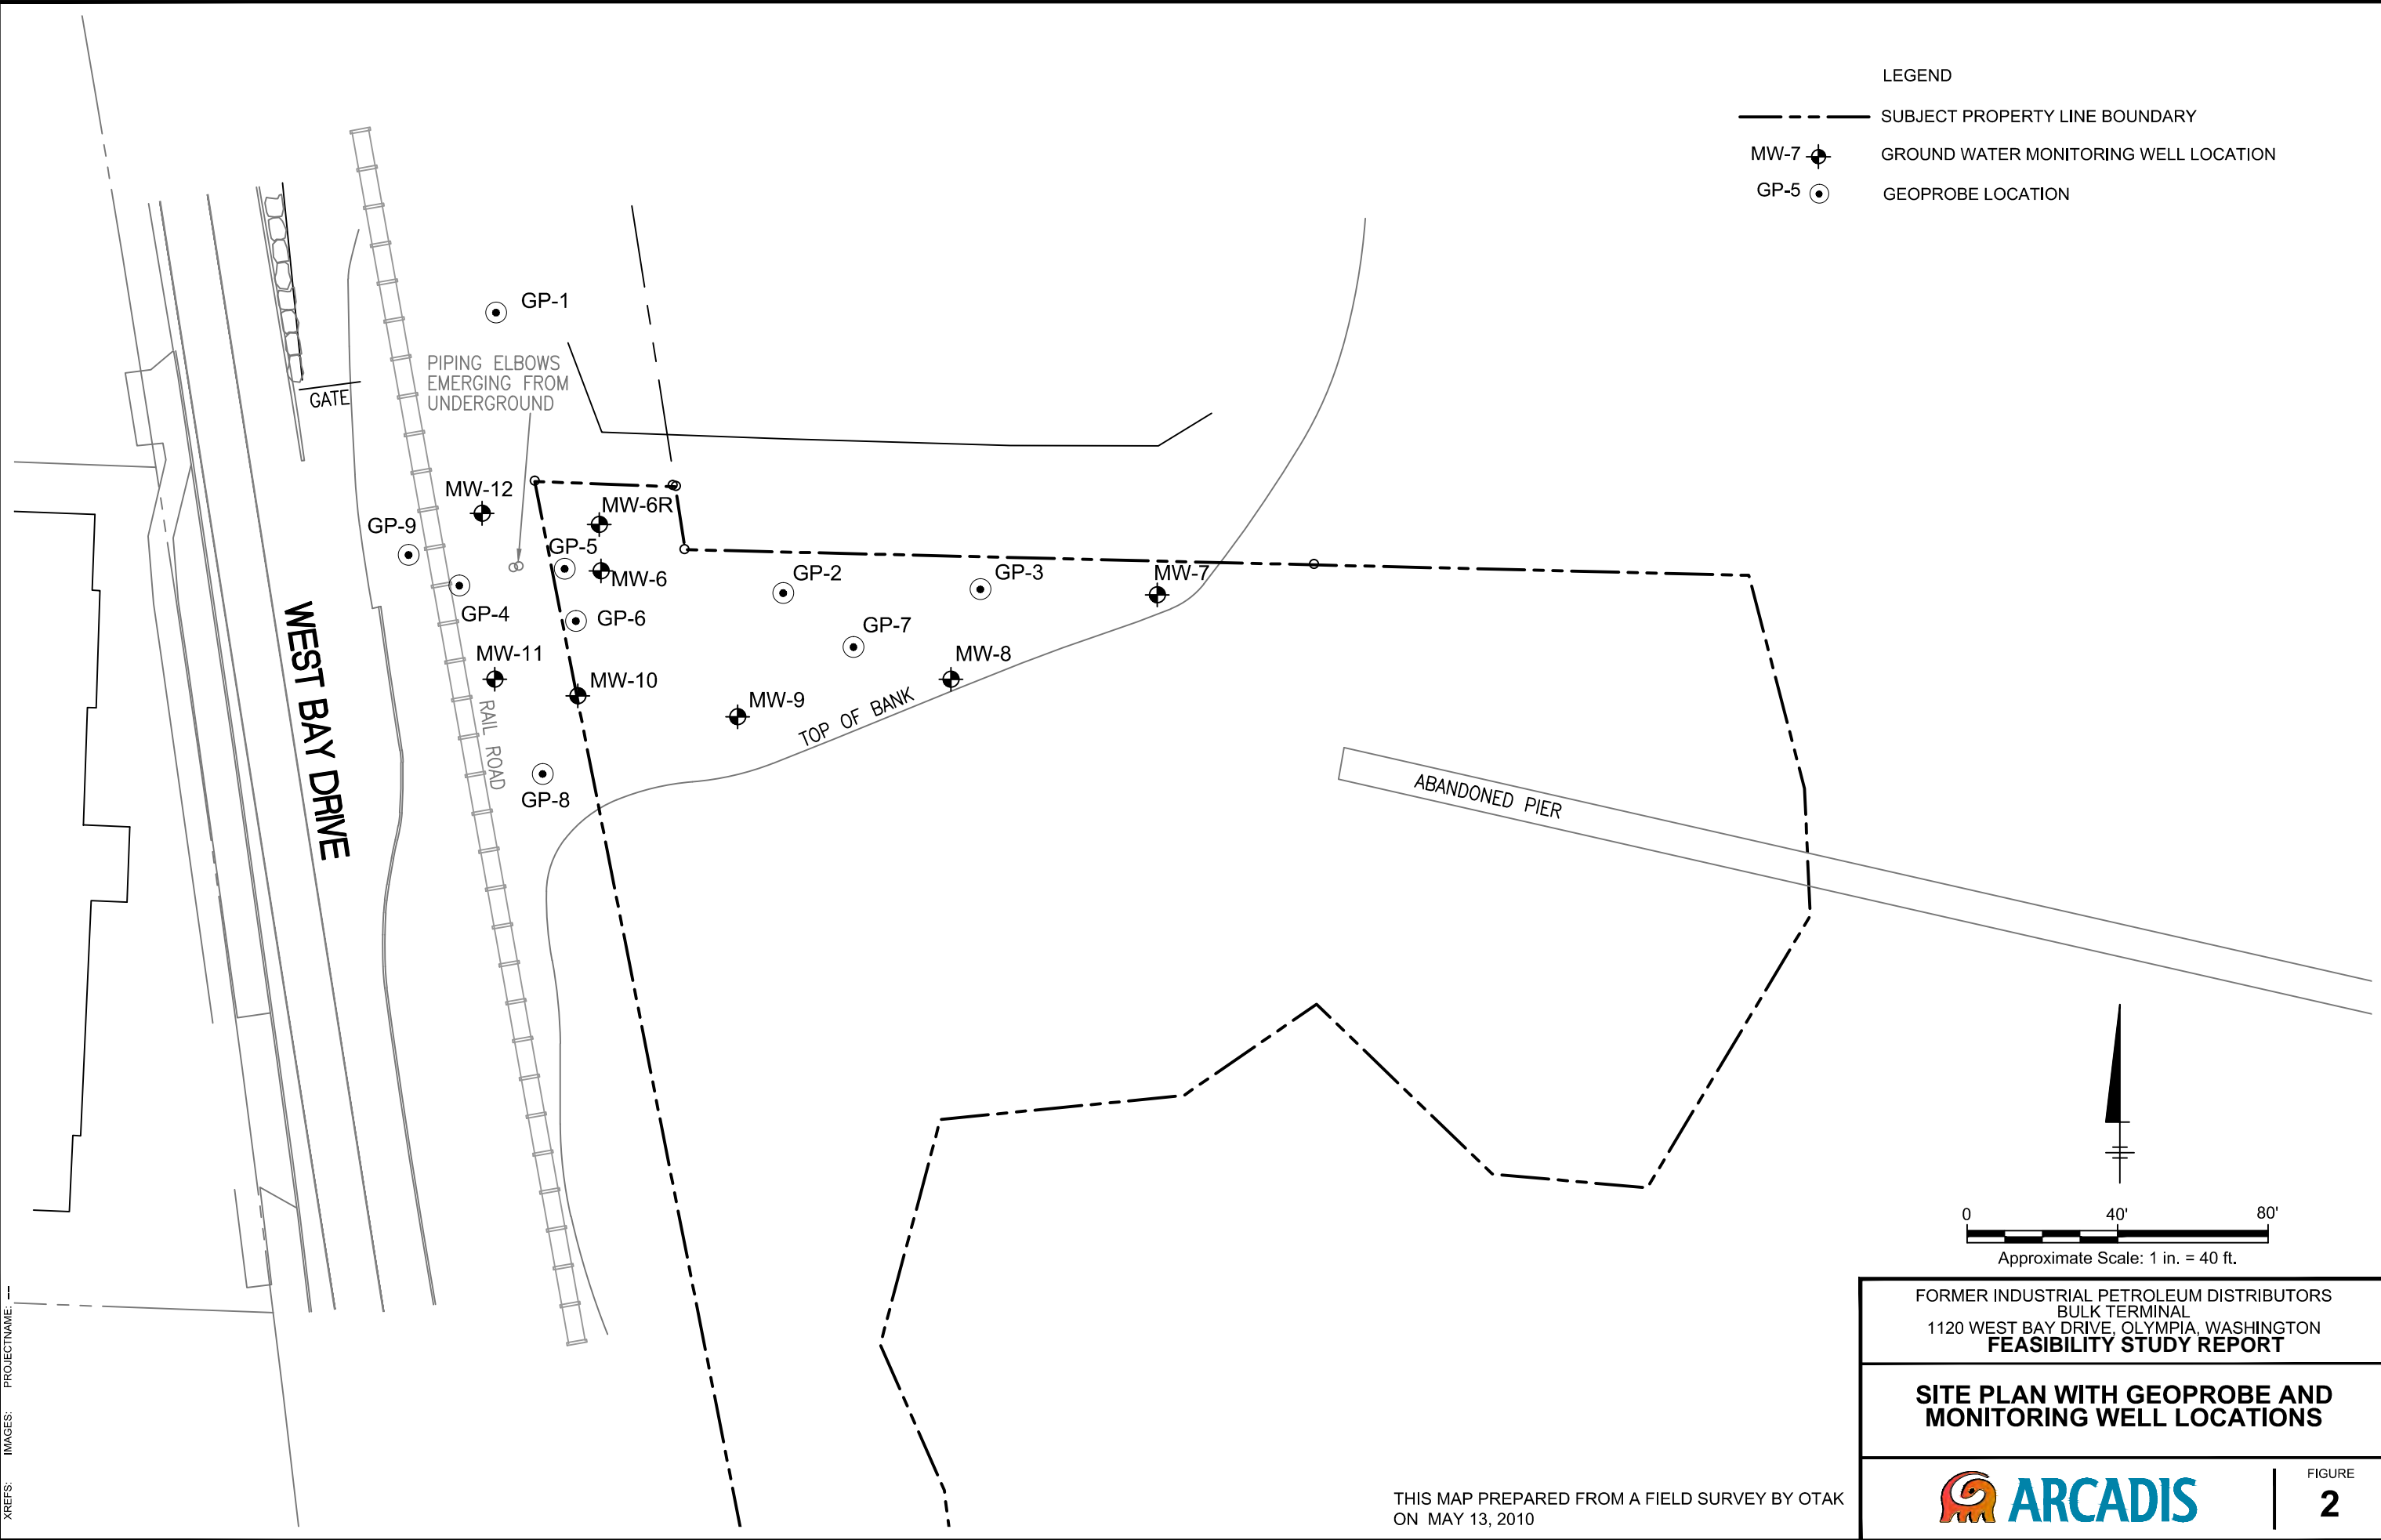 LEGEND
SUBJECT PROPERTY LINE BOUNDARY
MW-7 GROUND WATER MONITORING WELL LOCATION
GP-5 GEOPROBE LOCATION
GP-1
PIPING ELBOWS
EMERGING FROM
UNDERGROUND
GATE
MW-12
MW-6R
GP-9
GP-5
MW-6
GP-2
GP-3
MW-7
GP-4
GP-6
GP-7
MW-11
MW-8
MW-10
MW-9
TOP OF BANK
RAIL ROAD
WEST BAY DRIVE
GP-8
ABANDONED PIER
0 40' 80'
Approximate Scale: 1 in. = 40 ft.
FORMER INDUSTRIAL PETROLEUM DISTRIBUTORS
BULK TERMINAL
1120 WEST BAY DRIVE, OLYMPIA, WASHINGTON
FEASIBILITY STUDY REPORT
SITE PLAN WITH GEOPROBE AND
MONITORING WELL LOCATIONS
THIS MAP PREPARED FROM A FIELD SURVEY BY OTAK
ON MAY 13, 2010
ARCADIS
FIGURE
2
XREFS: IMAGES: PROJECTNAME: --